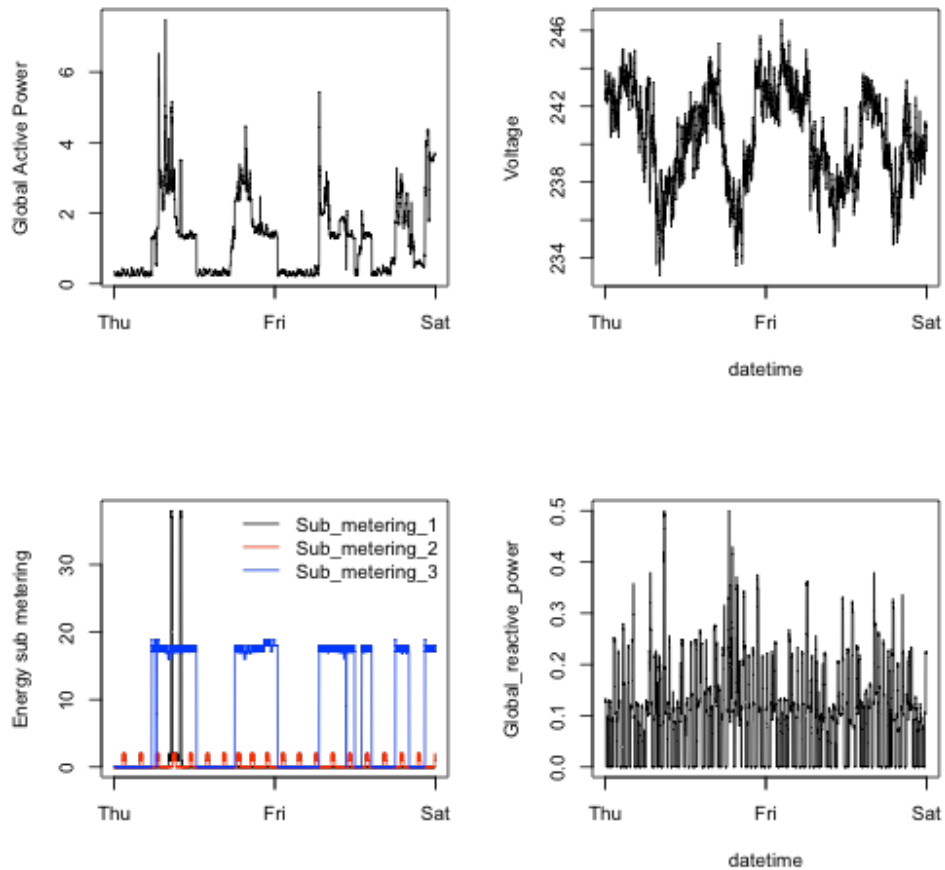 Global Active Power
0
2
4
6
Thu
Fri
Sat
Voltage
234
238
242
246
Thu
Fri
Sat
datetime
Energy sub metering
0
10
20
30
Sub_metering_1
Sub_metering_2
Sub_metering_3
Thu
Fri
Sat
Global_reactive_power
0.0
0.1
0.2
0.3
0.4
0.5
Thu
Fri
Sat
datetime